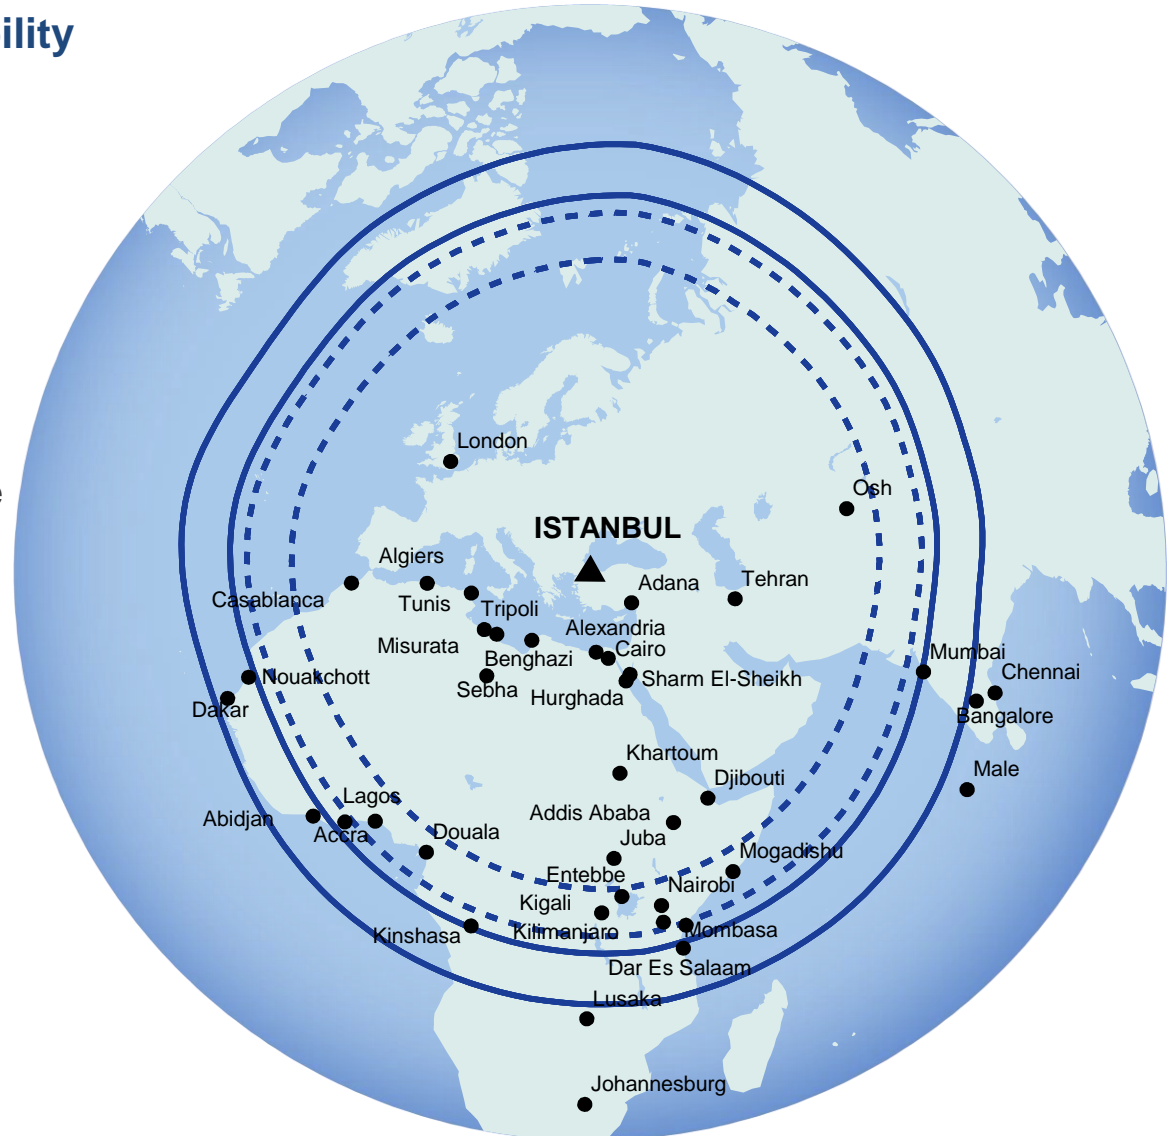 ility
London
e
Osh
ISTANBUL
Algiers
Adana
Tehran
Casablanca
Tunis
Tripoli
Alexandria
Misurata
Cairo
Benghazi
Mumbai
Nouakchott
Sebha
Hurghada
Sharm El-Sheikh
Chennai
Dakar
Bangalore
Khartoum
Male
Djibouti
Lagos
Abidjan
Accra
Addis Ababa
Douala
Juba
Mogadishu
Entebbe
Nairobi
Kigali
Kinshasa
Kilimanjaro
Mombasa
Dar Es Salaam
Lusaka
Johannesburg